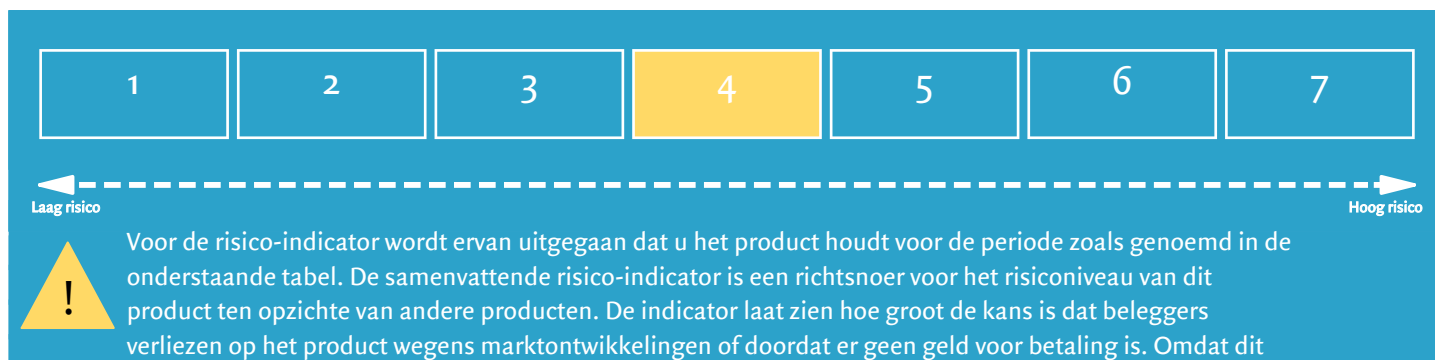 1 2 3 4 5 6 7
Laag risico Hoog risico
Voor de risico-indicator wordt ervan uitgegaan dat u het product houdt voor de periode zoals genoemd in de
! onderstaande tabel. De samenvattende risico-indicator is een richtsnoer voor het risiconiveau van dit
product ten opzichte van andere producten. De indicator laat zien hoe groot de kans is dat beleggers
verliezen op het product wegens marktontwikkelingen of doordat er geen geld voor betaling is. Omdat dit